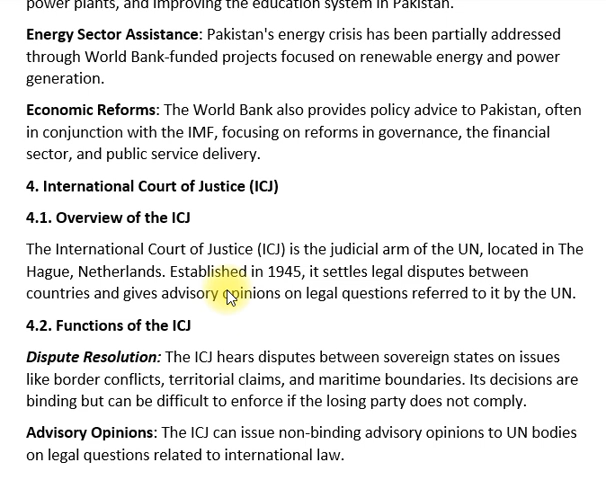 power plants, and improving the education system in Pakistan.
Energy Sector Assistance: Pakistan's energy crisis has been partially addressed
through World Bank-funded projects focused on renewable energy and power
generation.
Economic Reforms: The World Bank also provides policy advice to Pakistan, often
in conjunction with the IMF, focusing on reforms in governance, the financial
sector, and public service delivery.
4. International Court of Justice (ICJ)
4.1. Overview of the ICJ
The International Court of Justice (ICJ) is the judicial arm of the UN, located in The
Hague, Netherlands. Established in 1945, it settles legal disputes between
countries and gives advisory opinions on legal questions referred to it by the UN.
4.2. Functions of the ICJ
Dispute Resolution: The ICJ hears disputes between sovereign states on issues
like border conflicts, territorial claims, and maritime boundaries. Its decisions are
binding but can be difficult to enforce if the losing party does not comply.
Advisory Opinions: The ICJ can issue non-binding advisory opinions to UN bodies
on legal questions related to international law.